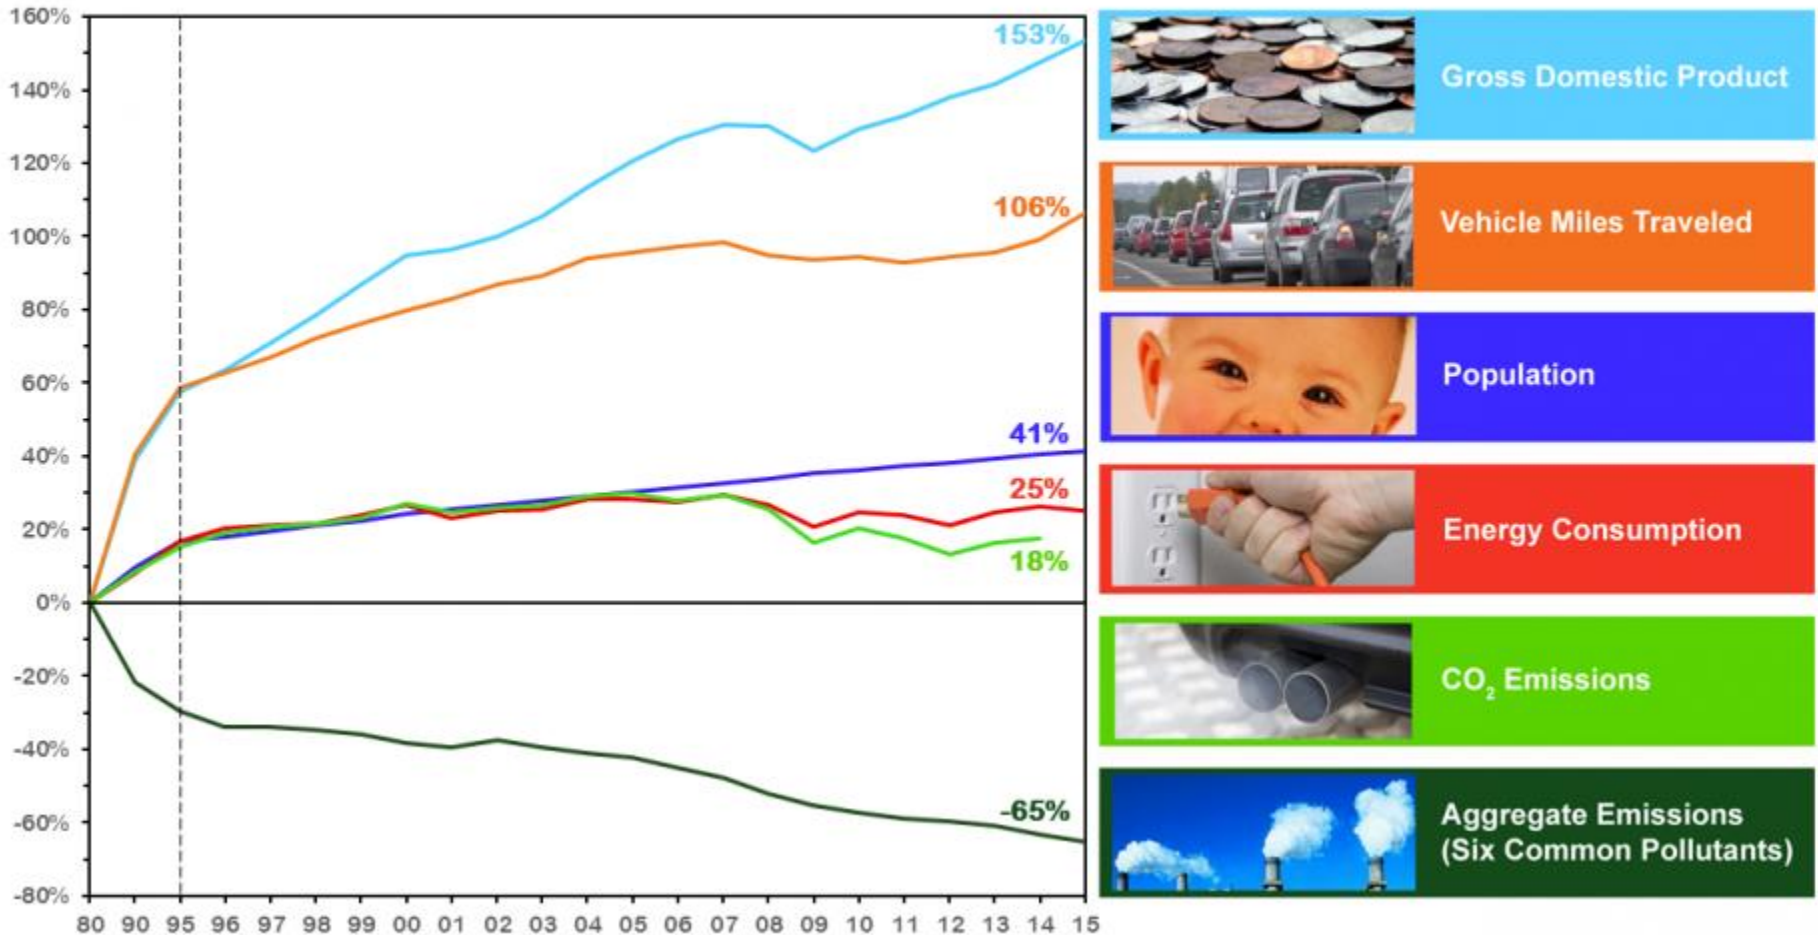 160%
140%
120%
100%
80%
60%
40%
20%
0%
-20%
-40%
-60%
-80%
80 90 95 96 97 98 99 00 01 02 03 04 05 06 07 08 09 10 11 12 13 14 15
153%
106%
41%
25%
18%
-65%
Gross Domestic Product
Vehicle Miles Traveled
Population
Energy Consumption
CO₂ Emissions
Aggregate Emissions
(Six Common Pollutants)